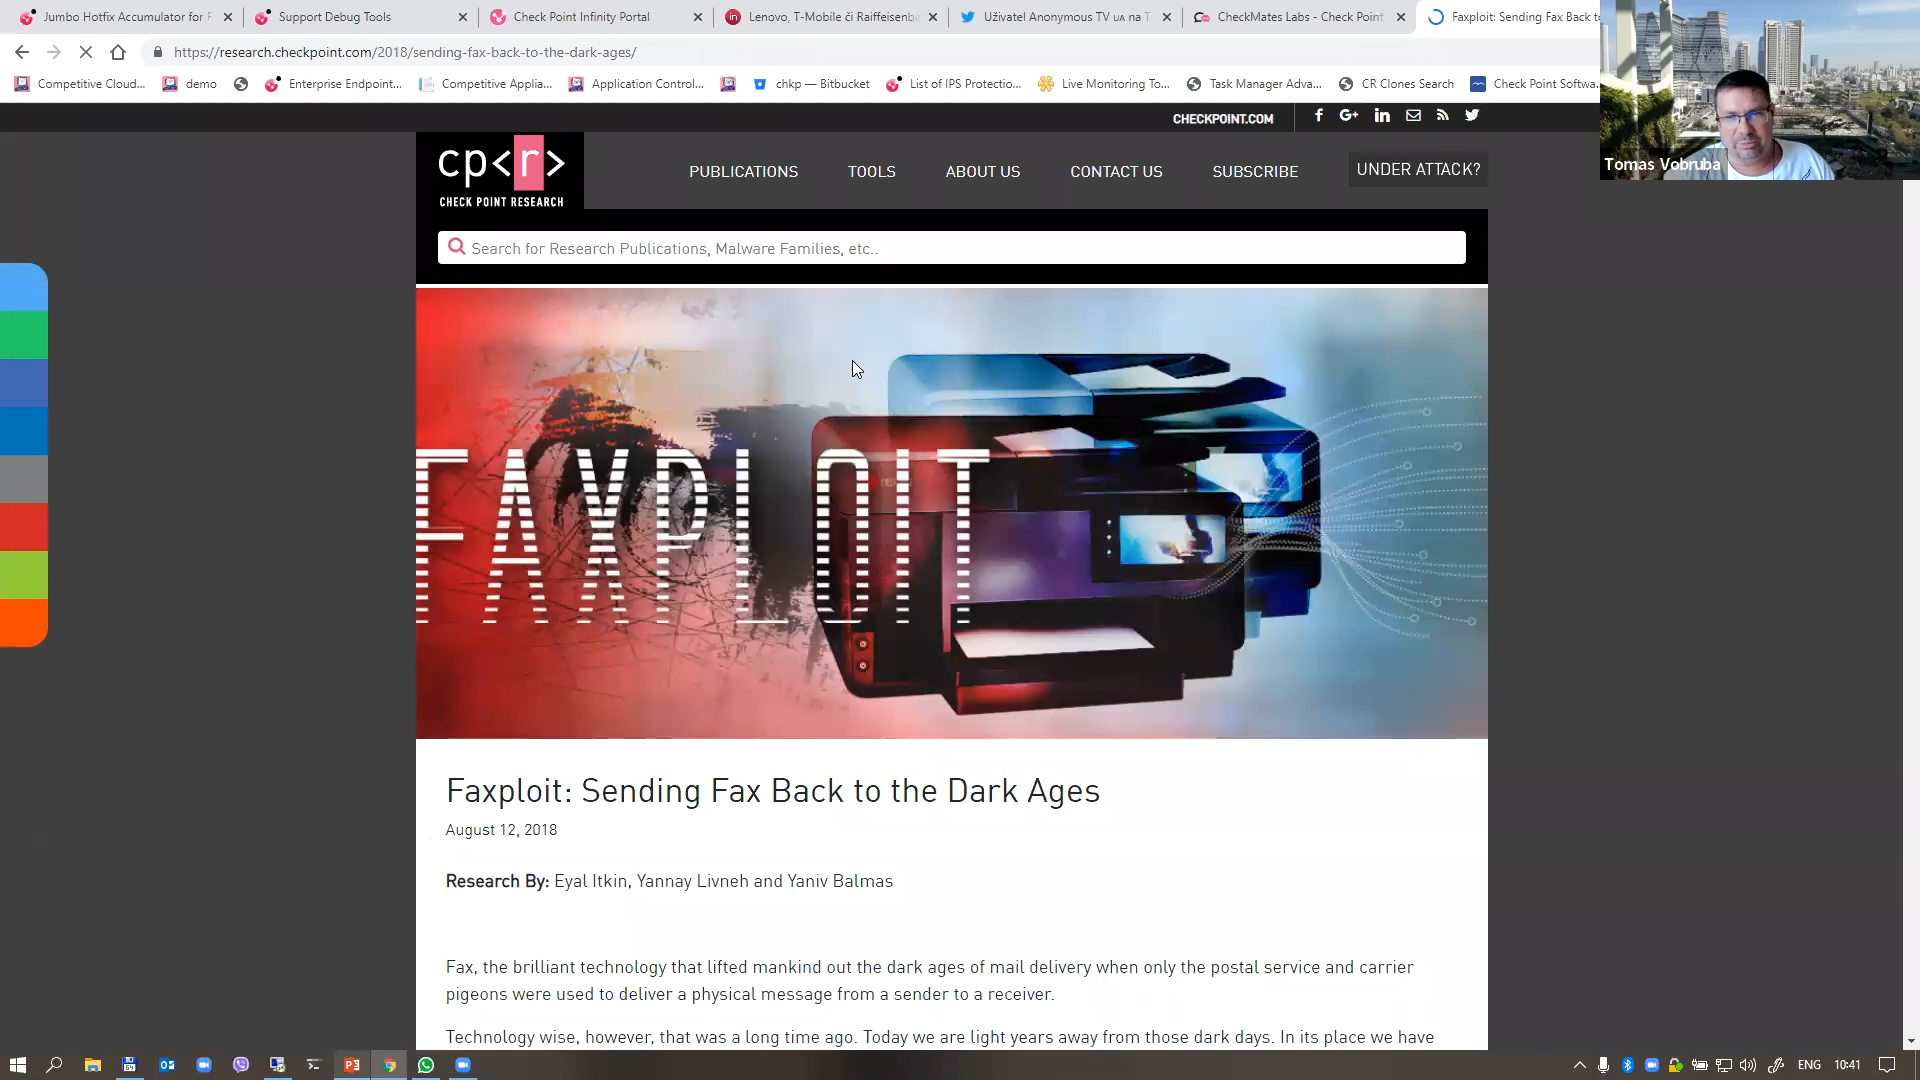 Jumbo Hotfix Accumulator for R
Support Debug Tools
Check Point Infinity Portal
Lenovo, T-Mobile či Raiffeisenb
Uživatel Anonymous TV ua na T
CheckMates Labs - Check Point
Faxploit: Sending Fax Back to
https://research.checkpoint.com/2018/sending-fax-back-to-the-dark-ages/
Competitive Cloud...
demo
Enterprise Endpoint...
Competitive Applia...
Application Control...
chkp — Bitbucket
List of IPS Protectio...
Live Monitoring To...
Task Manager Adva...
CR Clones Search
Check Point Softwa...
Tomas Vobruba
CHECKPOINT.COM
cp<r>
CHECK POINT RESEARCH
PUBLICATIONS
TOOLS
ABOUT US
CONTACT US
SUBSCRIBE
UNDER ATTACK?
Search for Research Publications, Malware Families, etc..
FAXPLOIT
Faxploit: Sending Fax Back to the Dark Ages
August 12, 2018
Research By: Eyal Itkin, Yannay Livneh and Yaniv Balmas
Fax, the brilliant technology that lifted mankind out the dark ages of mail delivery when only the postal service and carrier
pigeons were used to deliver a physical message from a sender to a receiver.
Technology wise, however, that was a long time ago. Today we are light years away from those dark days. In its place we have
ENG
10:41